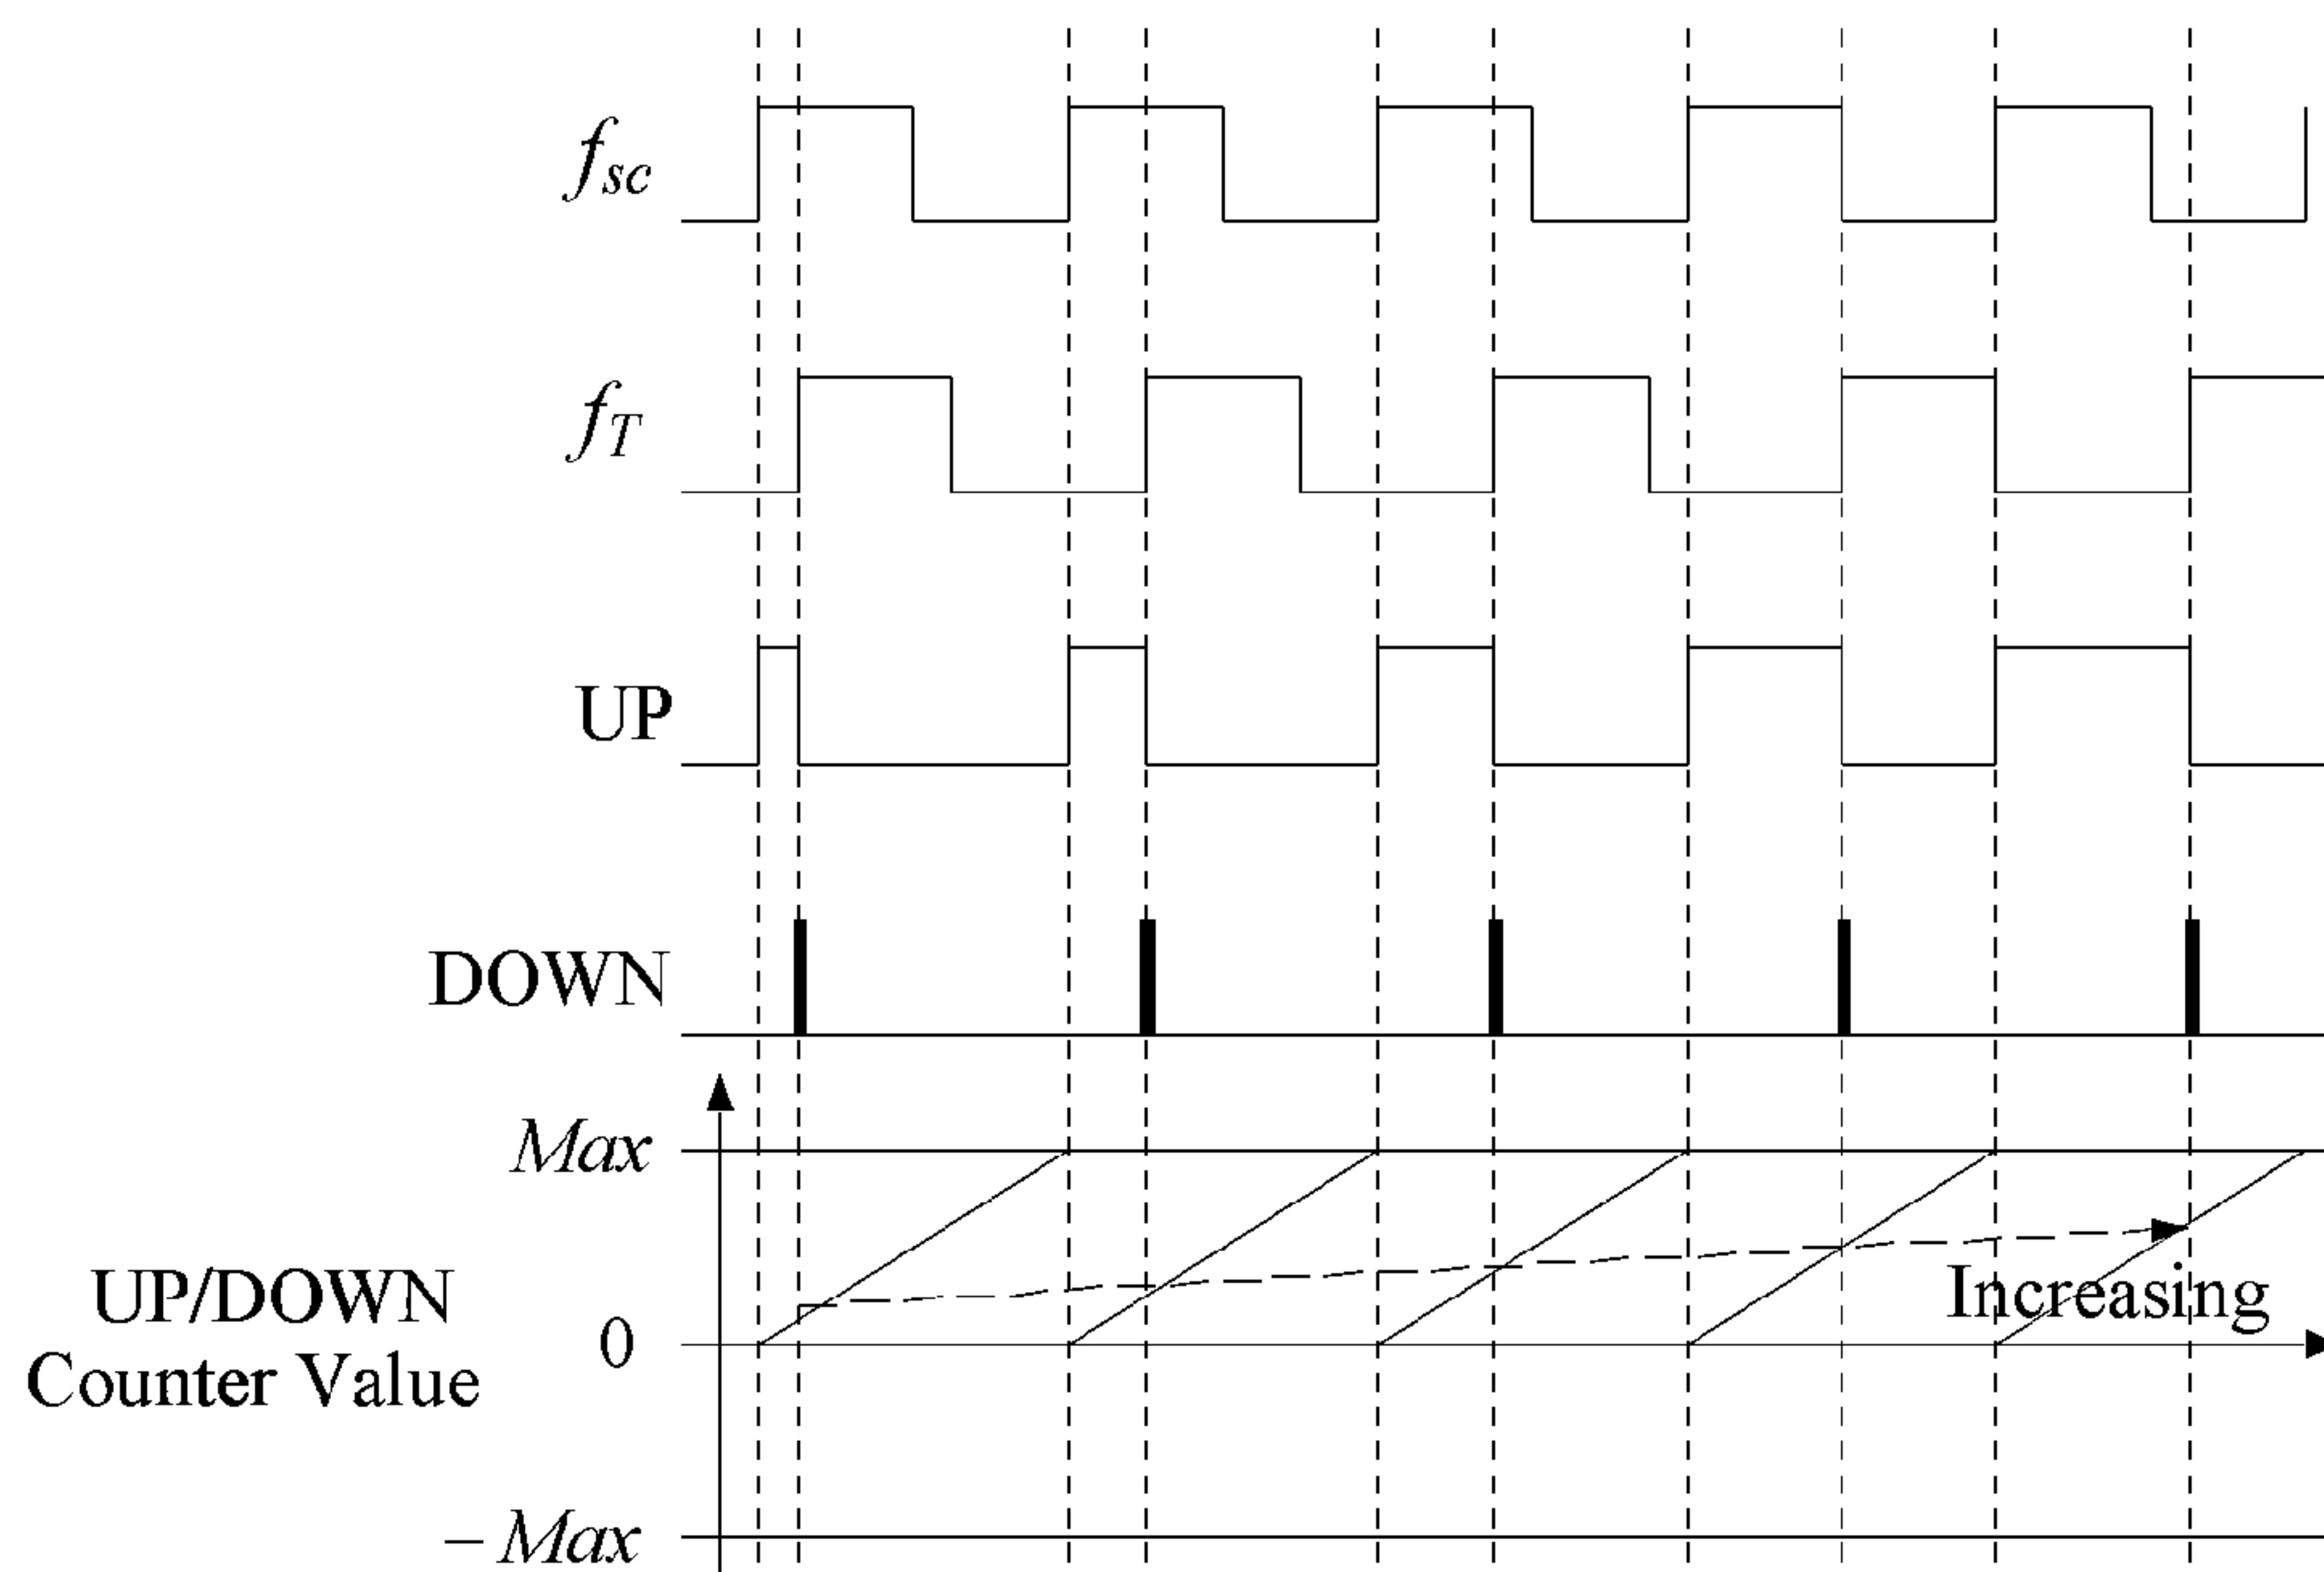 fsc
fT
UP
DOWN
Max
UP/DOWN
Counter Value
0
Increasing
– Max